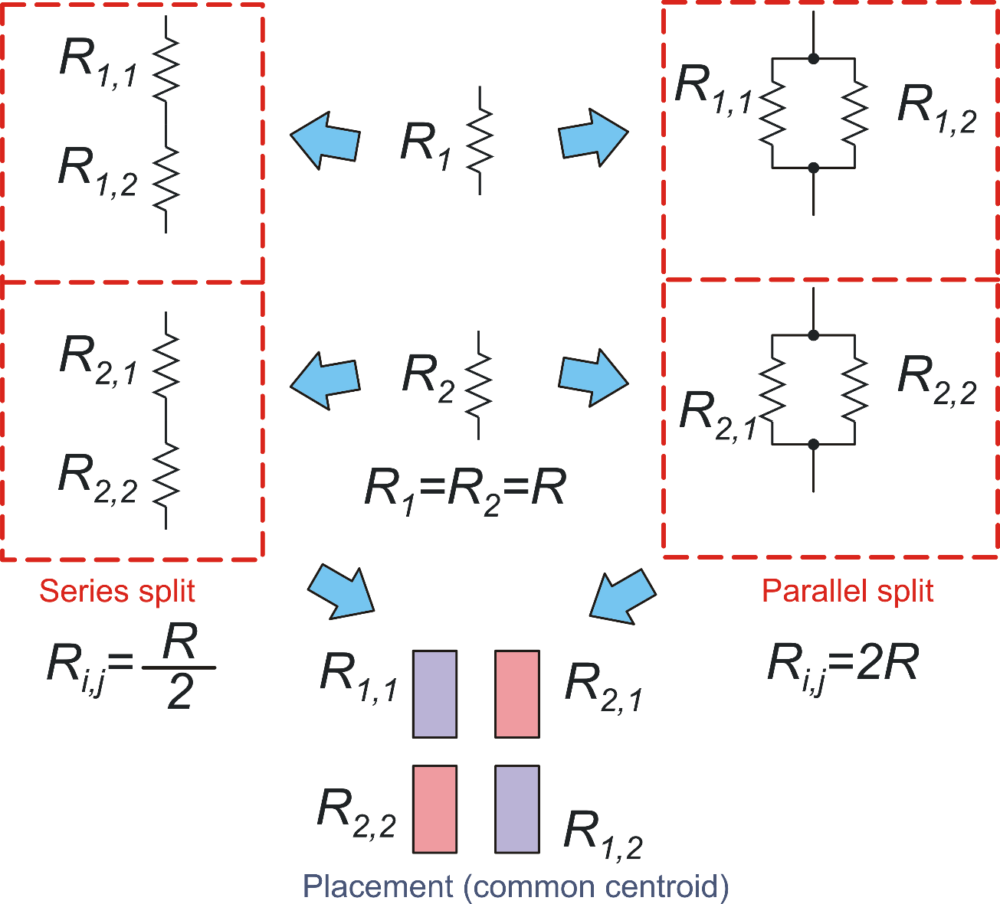 R1,1
R1,2
R1
R1,1
R1,2
R2,1
R2,2
R2
R2,1
R2,2
R1=R2=R
Series split
Ri,j=R/2
Parallel split
Ri,j=2R
R1,1
R2,1
R2,2
R1,2
Placement (common centroid)